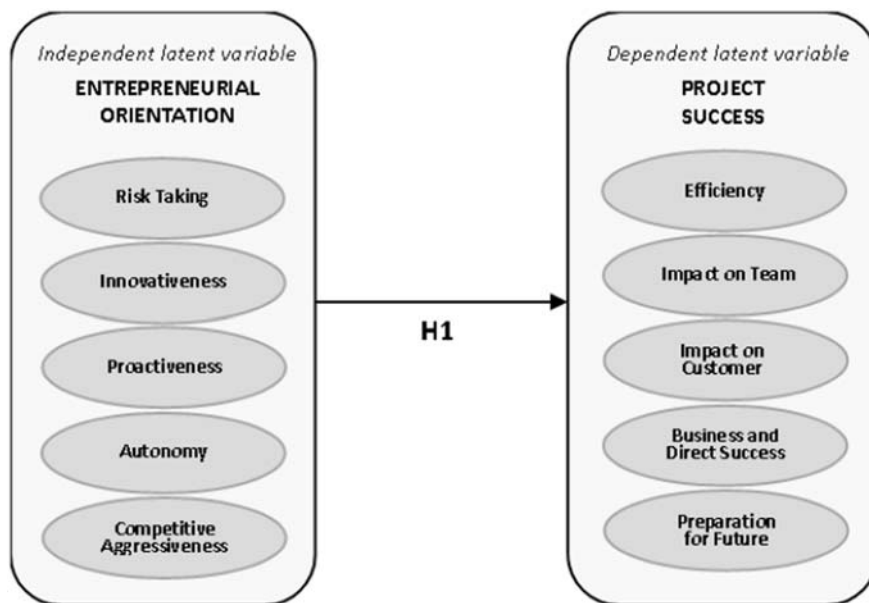 Independent latent variable
ENTREPRENEURIAL
ORIENTATION
Risk Taking
Innovativeness
Proactiveness
Autonomy
Competitive
Aggressiveness
H1
Dependent latent variable
PROJECT
SUCCESS
Efficiency
Impact on Team
Impact on
Customer
Business and
Direct Success
Preparation
for Future